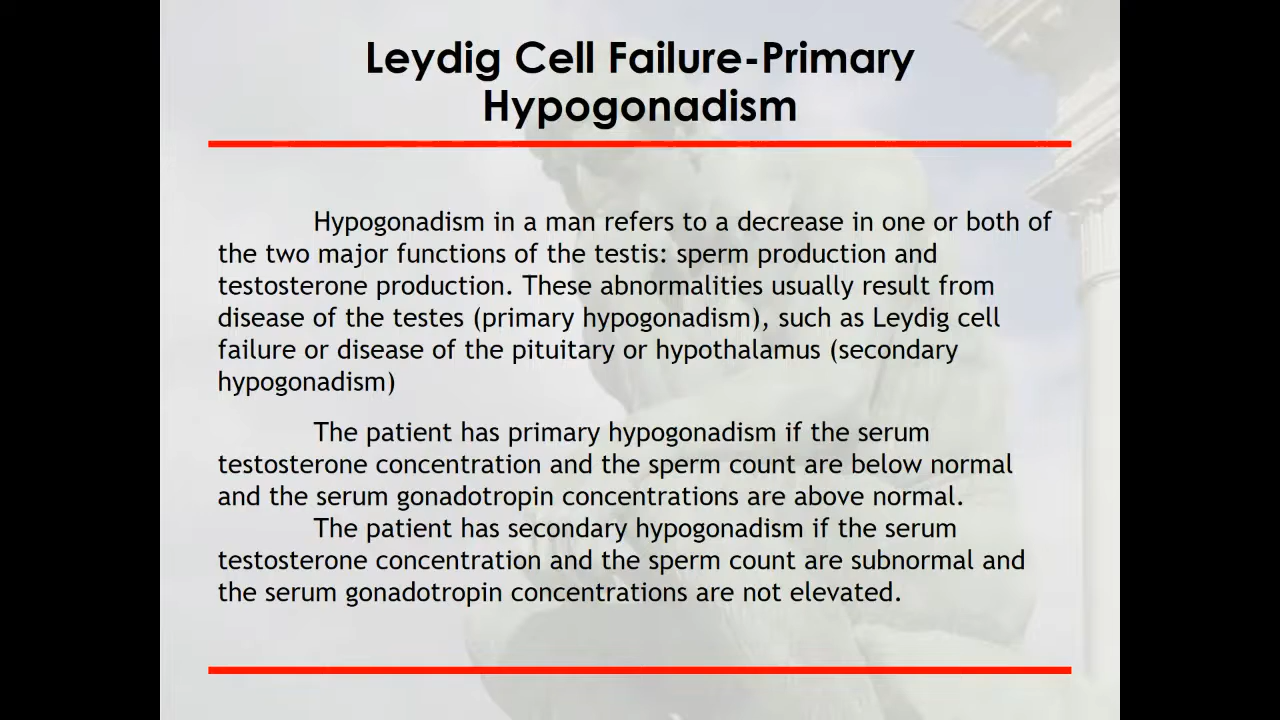 Leydig Cell Failure-Primary
Hypogonadism
Hypogonadism in a man refers to a decrease in one or both of
the two major functions of the testis: sperm production and
testosterone production. These abnormalities usually result from
disease of the testes (primary hypogonadism), such as Leydig cell
failure or disease of the pituitary or hypothalamus (secondary
hypogonadism)
The patient has primary hypogonadism if the serum
testosterone concentration and the sperm count are below normal
and the serum gonadotropin concentrations are above normal.
The patient has secondary hypogonadism if the serum
testosterone concentration and the sperm count are subnormal and
the serum gonadotropin concentrations are not elevated.